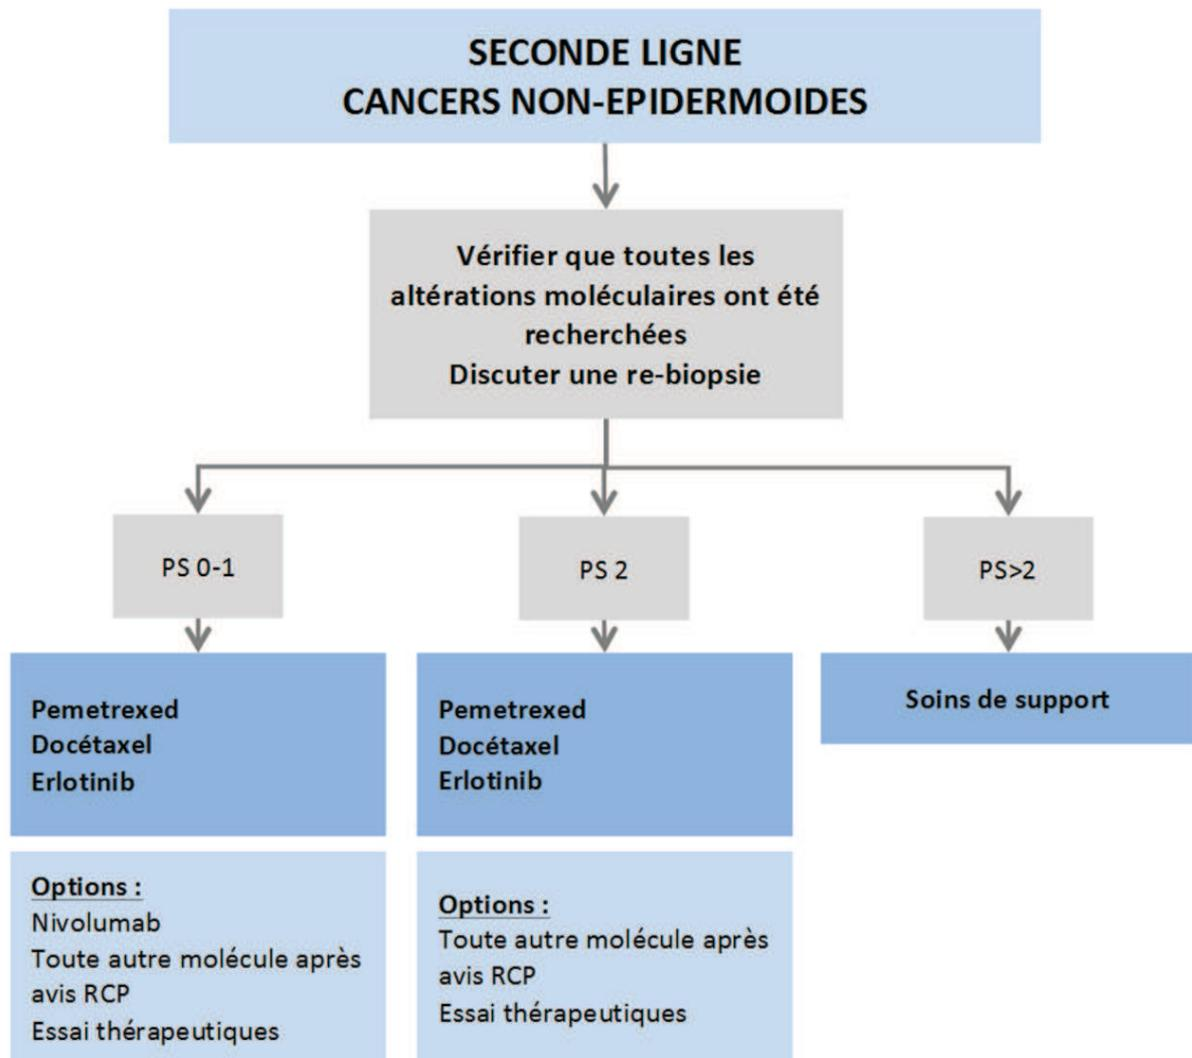 SECONDE LIGNE
CANCERS NON-EPIDERMOIDES
Vérifier que toutes les
altérations moléculaires ont été
recherchées
Discuter une re-biopsie
PS 0-1
PS 2
PS>2
Pemetrexed
Docétaxel
Erlotinib
Pemetrexed
Docétaxel
Erlotinib
Soins de support
Options :
Nivolumab
Toute autre molécule après
avis RCP
Essai thérapeutiques
Options :
Toute autre molécule après
avis RCP
Essai thérapeutiques